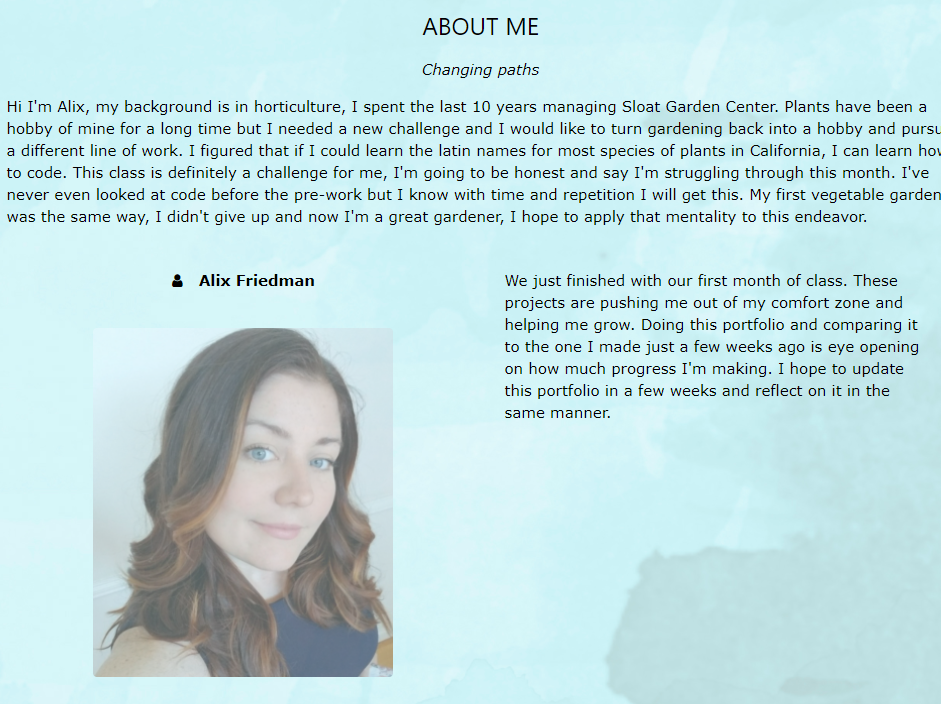 ABOUT ME
Changing paths
Hi I'm Alix, my background is in horticulture, I spent the last 10 years managing Sloat Garden Center. Plants have been a
hobby of mine for a long time but I needed a new challenge and I would like to turn gardening back into a hobby and pursu
a different line of work. I figured that if I could learn the latin names for most species of plants in California, I can learn how
to code. This class is definitely a challenge for me, I'm going to be honest and say I'm struggling through this month. I've
never even looked at code before the pre-work but I know with time and repetition I will get this. My first vegetable garden
was the same way, I didn't give up and now I'm a great gardener, I hope to apply that mentality to this endeavor.
Alix Friedman
We just finished with our first month of class. These
projects are pushing me out of my comfort zone and
helping me grow. Doing this portfolio and comparing it
to the one I made just a few weeks ago is eye opening
on how much progress I'm making. I hope to update
this portfolio in a few weeks and reflect on it in the
same manner.